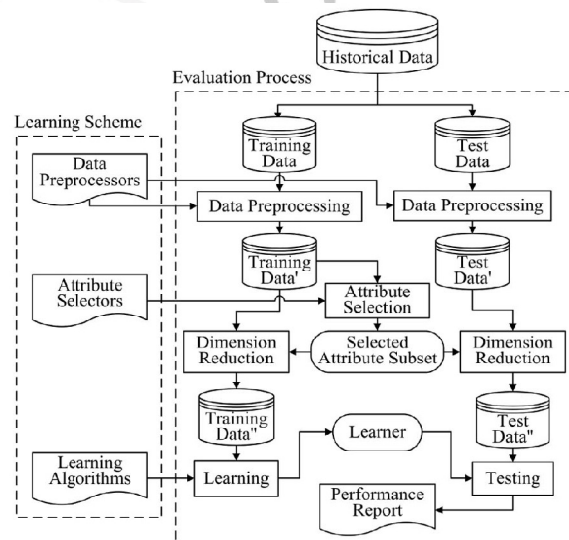 Historical Data
Evaluation Process
Learning Scheme
Training
Data
Test
Data
Data
Preprocessors
Data Preprocessing
Data Preprocessing
Training
Data'
Test
Data'
Attribute
Selectors
Attribute
Selection
Dimension
Reduction
Selected
Attribute Subset
Dimension
Reduction
Training
Data"
Learner
Test
Data"
Learning
Algorithms
Learning
Testing
Performance
Report